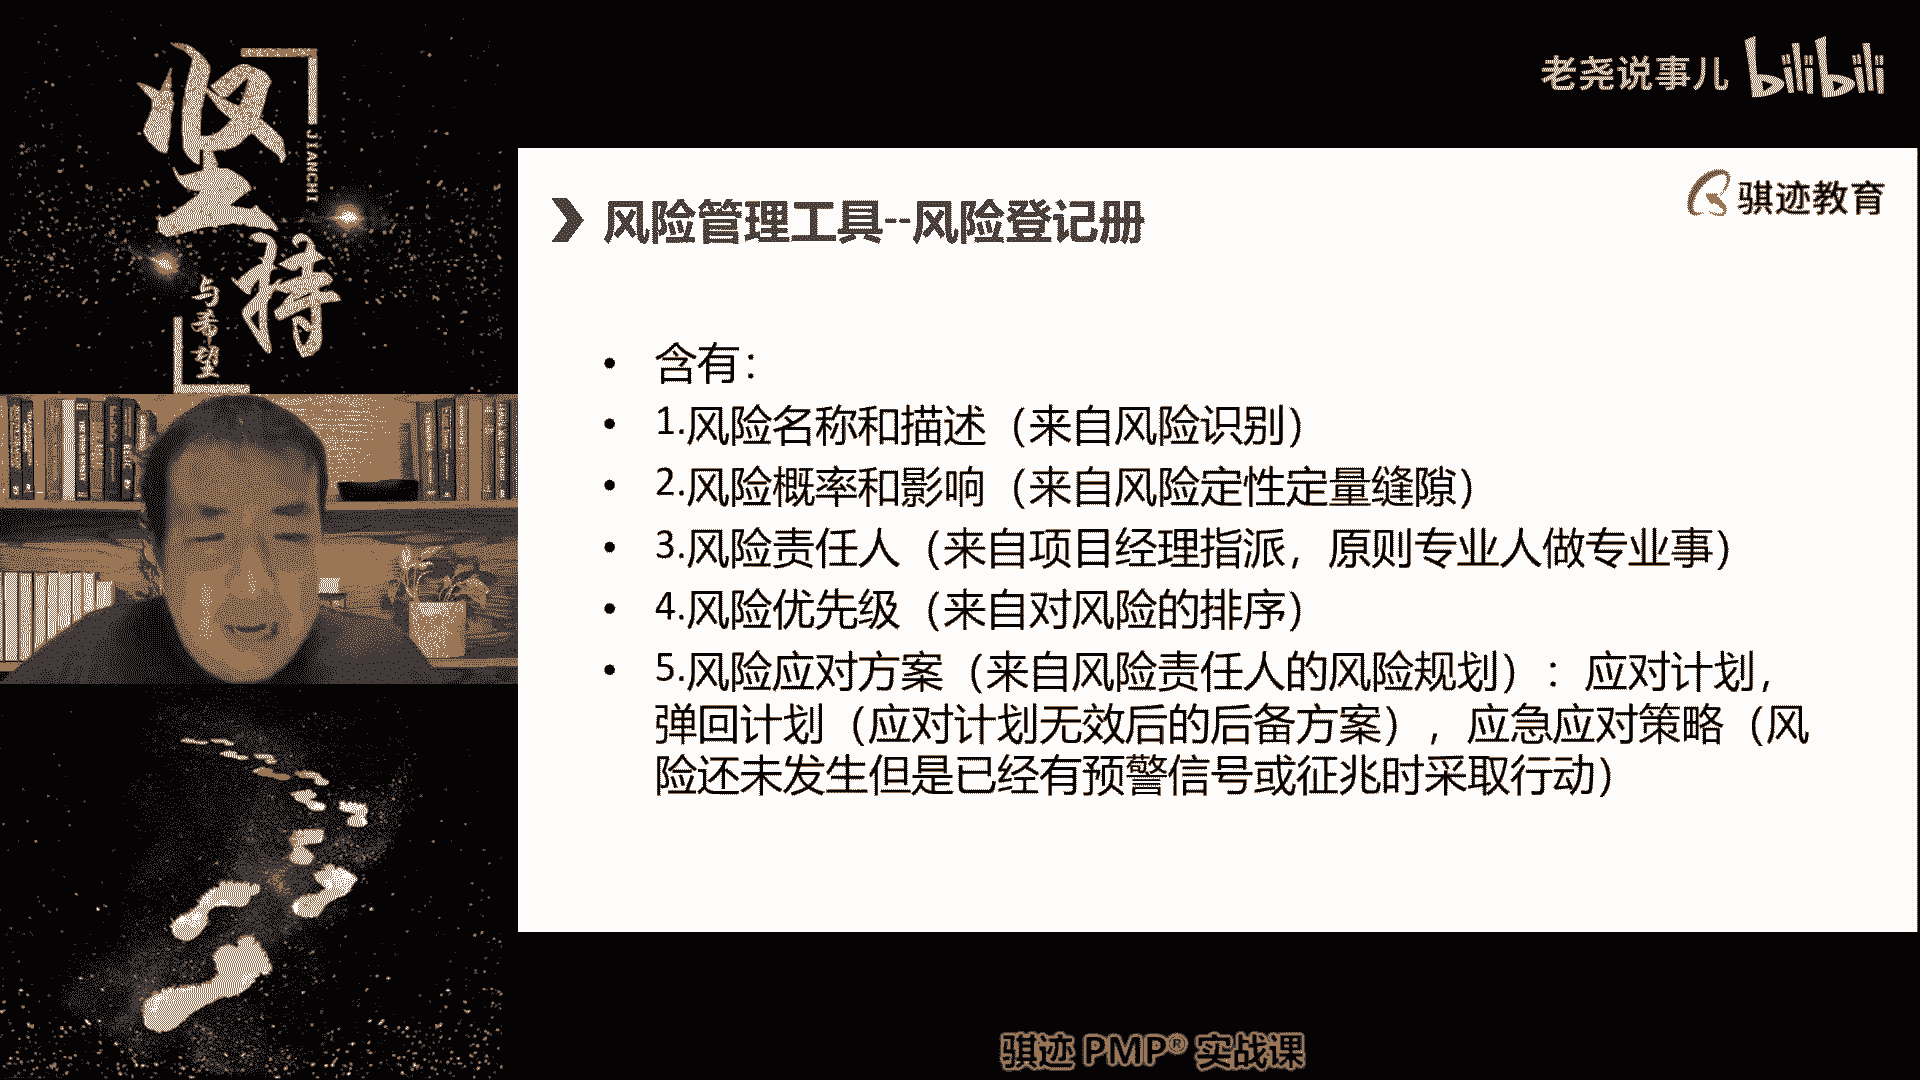 坚持
JIANCHI
与希望
老尧说事儿 bilibili
骐迹教育
风险管理工具--风险登记册
• 含有：
• 1.风险名称和描述（来自风险识别）
• 2.风险概率和影响（来自风险定性定量缝隙）
• 3.风险责任人（来自项目经理指派，原则专业人做专业事）
• 4.风险优先级（来自对风险的排序）
• 5.风险应对方案（来自风险责任人的风险规划）：应对计划，
弹回计划（应对计划无效后的后备方案），应急应对策略（风
险还未发生但是已经有预警信号或征兆时采取行动）
骐迹 PMP® 实战课